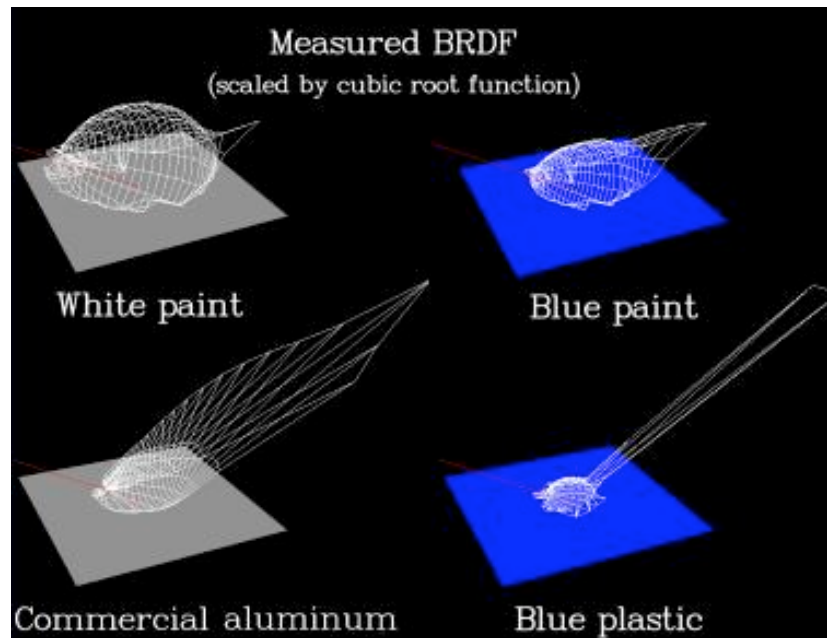 Measured BRDF
(scaled by cubic root function)
White paint
Blue paint
Commercial aluminum
Blue plastic